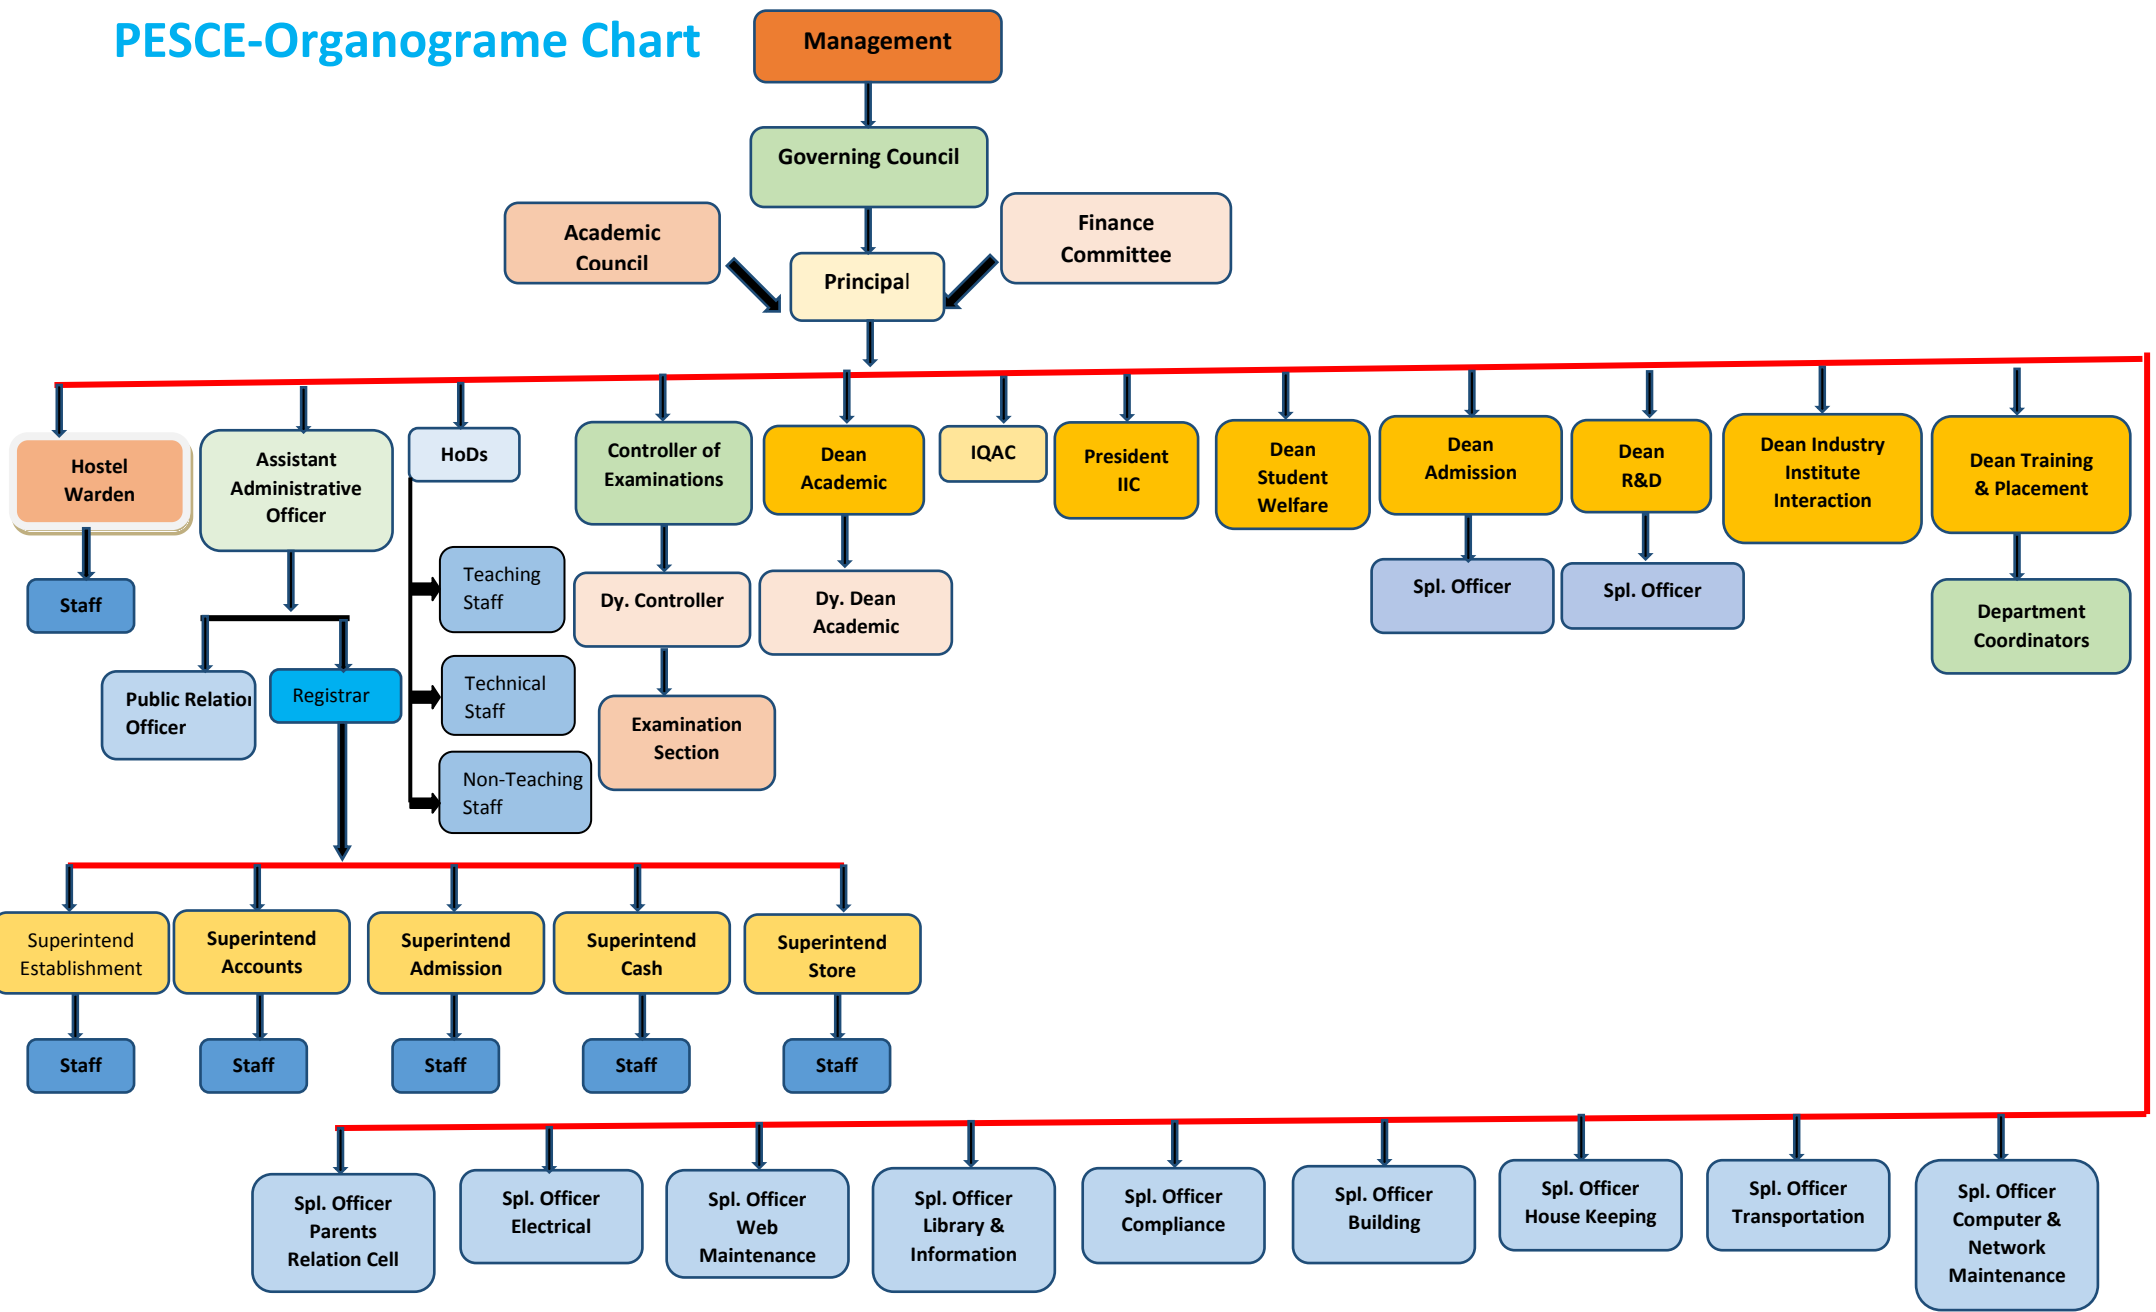 PESCE-Organograme Chart
Management
Governing Council
Academic
Council
Finance
Committee
Principal
Hostel
Warden
Assistant
Administrative
Officer
HoDs
Controller of
Examinations
Dean
Academic
IQAC
President
IIC
Dean
Student
Welfare
Dean
Admission
Dean
R&D
Dean Industry
Institute
Interaction
Dean Training
& Placement
Staff
Teaching
Staff
Dy. Controller
Dy. Dean
Academic
Spl. Officer
Spl. Officer
Department
Coordinators
Public Relation
Officer
Registrar
Technical
Staff
Examination
Section
Non-Teaching
Staff
Superintend
Establishment
Superintend
Accounts
Superintend
Admission
Superintend
Cash
Superintend
Store
Staff
Staff
Staff
Staff
Staff
Spl. Officer
Parents
Relation Cell
Spl. Officer
Electrical
Spl. Officer
Web
Maintenance
Spl. Officer
Library &
Information
Spl. Officer
Compliance
Spl. Officer
Building
Spl. Officer
House Keeping
Spl. Officer
Transportation
Spl. Officer
Computer &
Network
Maintenance